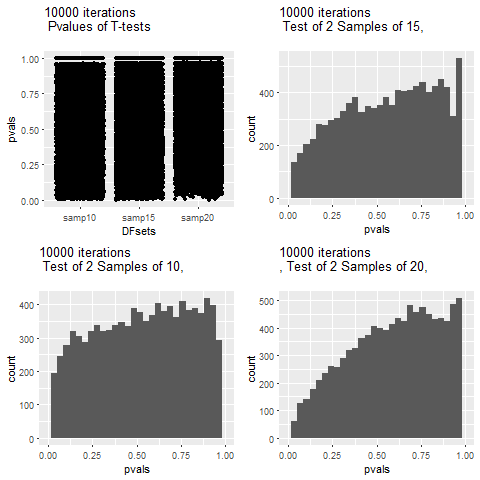 10000 iterations
Pvalues of T-tests
pvals
1.00
0.75
0.50
0.25
0.00
samp10 samp15 samp20
DFsets
10000 iterations
Test of 2 Samples of 15,
count
400
200
0
0.00 0.25 0.50 0.75 1.00
pvals
10000 iterations
Test of 2 Samples of 10,
count
400
300
200
100
0
0.00 0.25 0.50 0.75 1.00
pvals
10000 iterations
, Test of 2 Samples of 20,
count
500
400
300
200
100
0
0.00 0.25 0.50 0.75 1.00
pvals